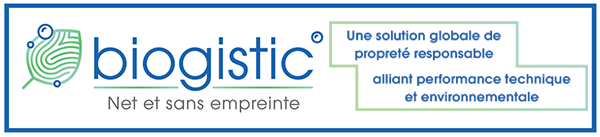 biogistic
Net et sans empreinte
Une solution globale de
propreté responsable
alliant performance technique
et environnementale